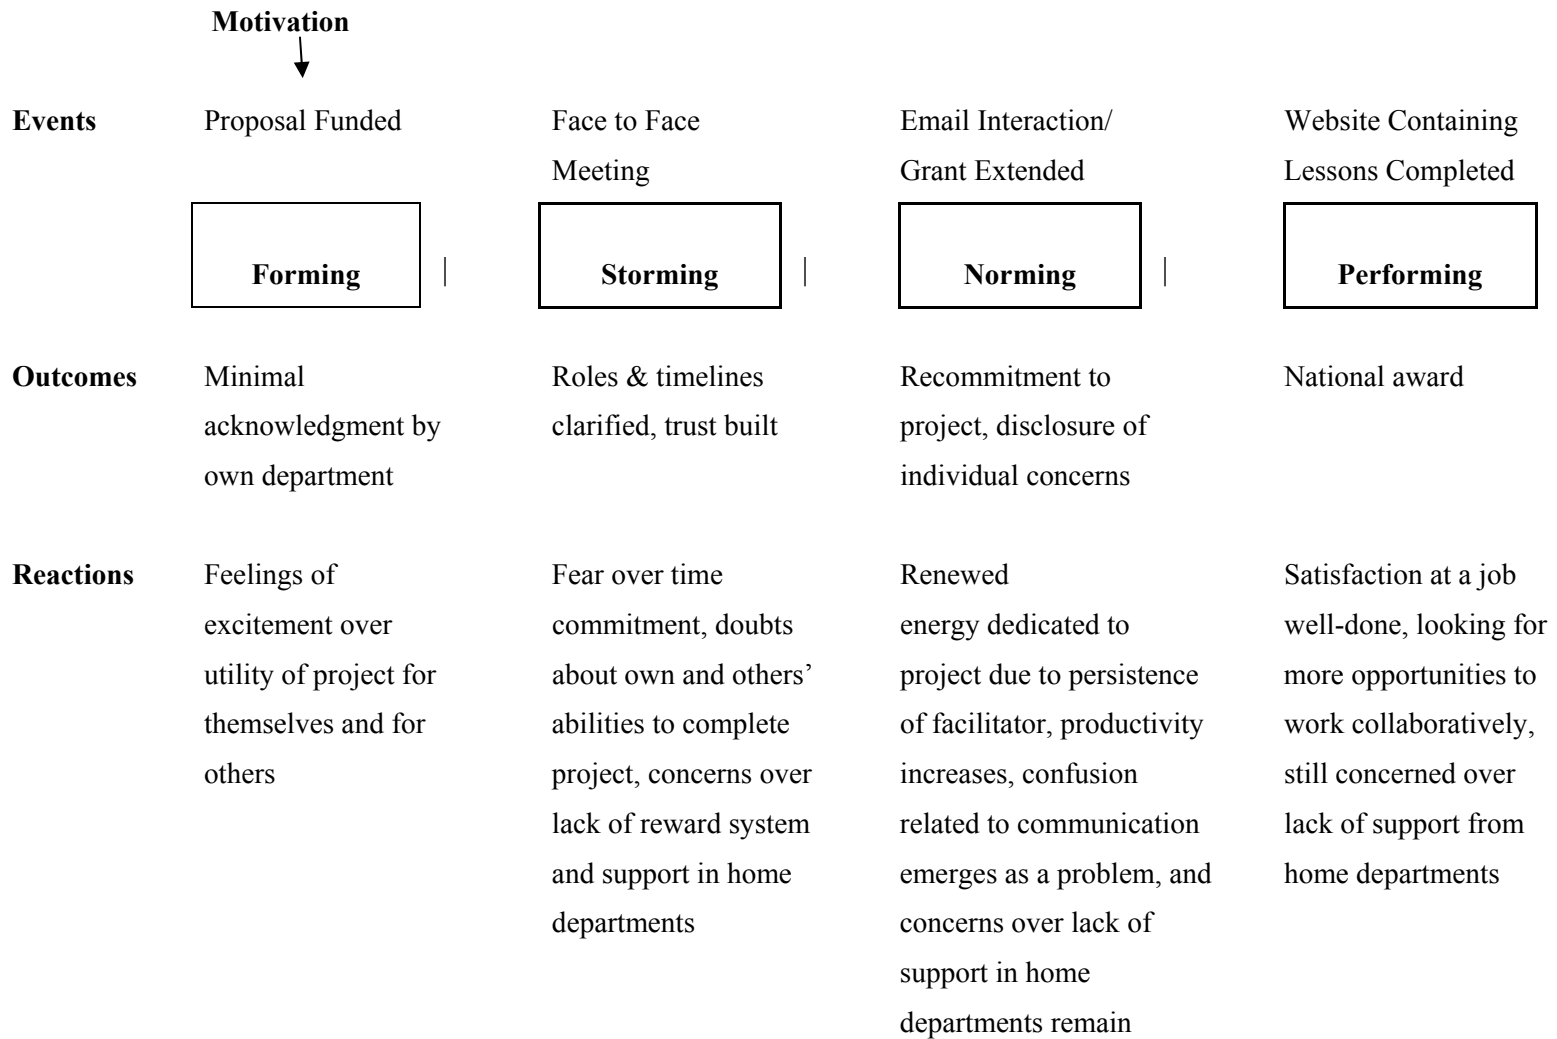 Motivation
Events
Proposal Funded
Face to Face
Meeting
Email Interaction/
Grant Extended
Website Containing
Lessons Completed
Forming
|
Storming
|
Norming
|
Performing
Outcomes
Minimal
acknowledgment by
own department
Roles & timelines
clarified, trust built
Recommitment to
project, disclosure of
individual concerns
National award
Reactions
Feelings of
excitement over
utility of project for
themselves and for
others
Fear over time
commitment, doubts
about own and others’
abilities to complete
project, concerns over
lack of reward system
and support in home
departments
Renewed
energy dedicated to
project due to persistence
of facilitator, productivity
increases, confusion
related to communication
emerges as a problem, and
concerns over lack of
support in home
departments remain
Satisfaction at a job
well-done, looking for
more opportunities to
work collaboratively,
still concerned over
lack of support from
home departments